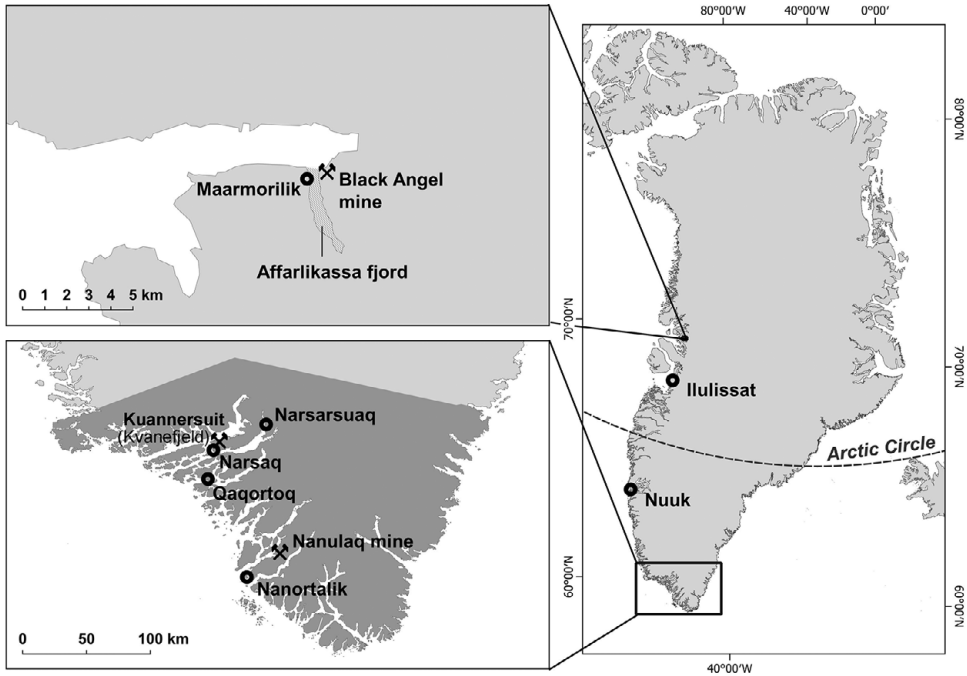 80°00'W 40°00'W 0°00'
Maarmorilik
Black Angel
mine
Affarlikassa fjord
0 1 2 3 4 5 km
Kuannersuit
(Kvanefjeld)
Narsarsuaq
Narsaq
Qaqortoq
Nanulaq mine
Nanortalik
0 50 100 km
80°00'N
70°00'N
70°00'N
Ilulissat
Arctic Circle
Nuuk
60°00'N
60°00'N
40°00'W